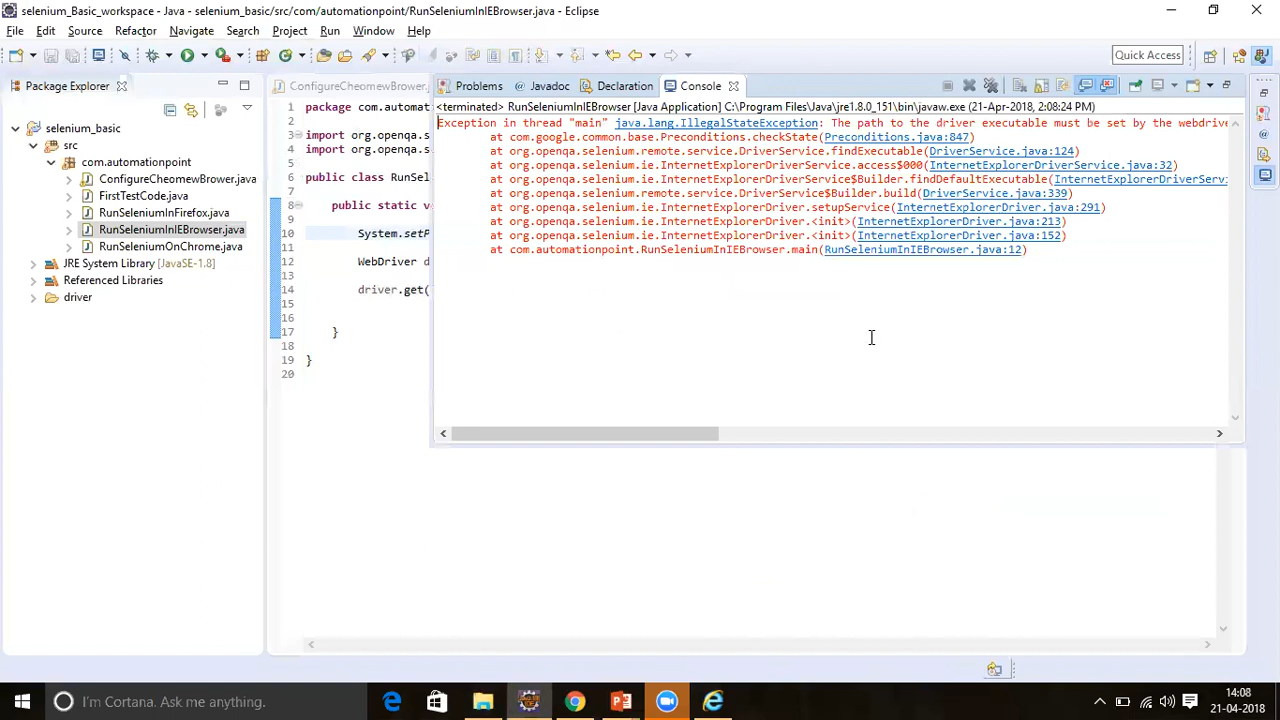 selenium_Basic_workspace - Java - selenium_basic/src/com/automationpoint/RunSeleniumInIEBrowser.java - Eclipse
File Edit Source Refactor Navigate Search Project Run Window Help
Quick Access
Package Explorer
ConfigureCheomewBrower.
Problems
Javadoc
Declaration
Console
<terminated> RunSeleniumInIEBrowser [Java Application] C:\Program Files\Java\jre1.8.0_151\bin\javaw.exe (21-Apr-2018, 2:08:24 PM)
selenium_basic
src
com.automationpoint
ConfigureCheomewBrower.java
FirstTestCode.java
RunSeleniumInFirefox.java
RunSeleniumInIEBrowser.java
RunSeleniumOnChrome.java
JRE System Library [JavaSE-1.8]
Referenced Libraries
driver
1 package com.automat
2
3 import org.openqa.s
4 import org.openqa.s
5
6 public class RunSel
7
8 public static v
9
10 System.setP
11
12 WebDriver d
13
14 driver.get(
15
16
17 }
18
19 }
20
Exception in thread "main" java.lang.IllegalStateException: The path to the driver executable must be set by the webdrive
at com.google.common.base.Preconditions.checkState(Preconditions.java:847)
at org.openqa.selenium.remote.service.DriverService.findExecutable(DriverService.java:124)
at org.openqa.selenium.ie.InternetExplorerDriverService.access$000(InternetExplorerDriverService.java:32)
at org.openqa.selenium.ie.InternetExplorerDriverService$Builder.findDefaultExecutable(InternetExplorerDriverServi
at org.openqa.selenium.remote.service.DriverService$Builder.build(DriverService.java:339)
at org.openqa.selenium.ie.InternetExplorerDriver.setupService(InternetExplorerDriver.java:291)
at org.openqa.selenium.ie.InternetExplorerDriver.<init>(InternetExplorerDriver.java:213)
at org.openqa.selenium.ie.InternetExplorerDriver.<init>(InternetExplorerDriver.java:152)
at com.automationpoint.RunSeleniumInIEBrowser.main(RunSeleniumInIEBrowser.java:12)
I'm Cortana. Ask me anything.
14:08
21-04-2018